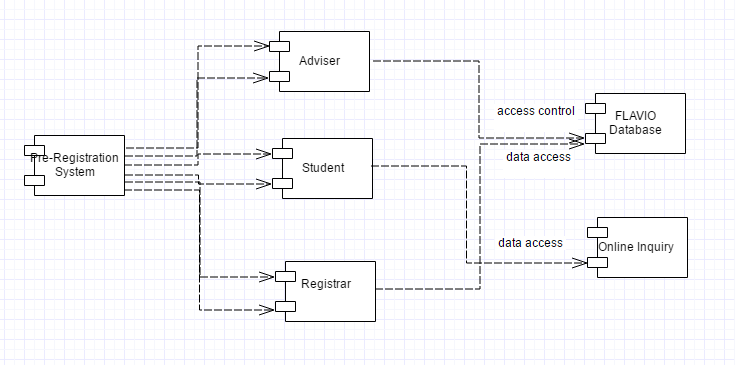 Adviser
access control
FLAVIO
Database
Pre-Registration
System
Student
data access
data access
Online Inquiry
Registrar